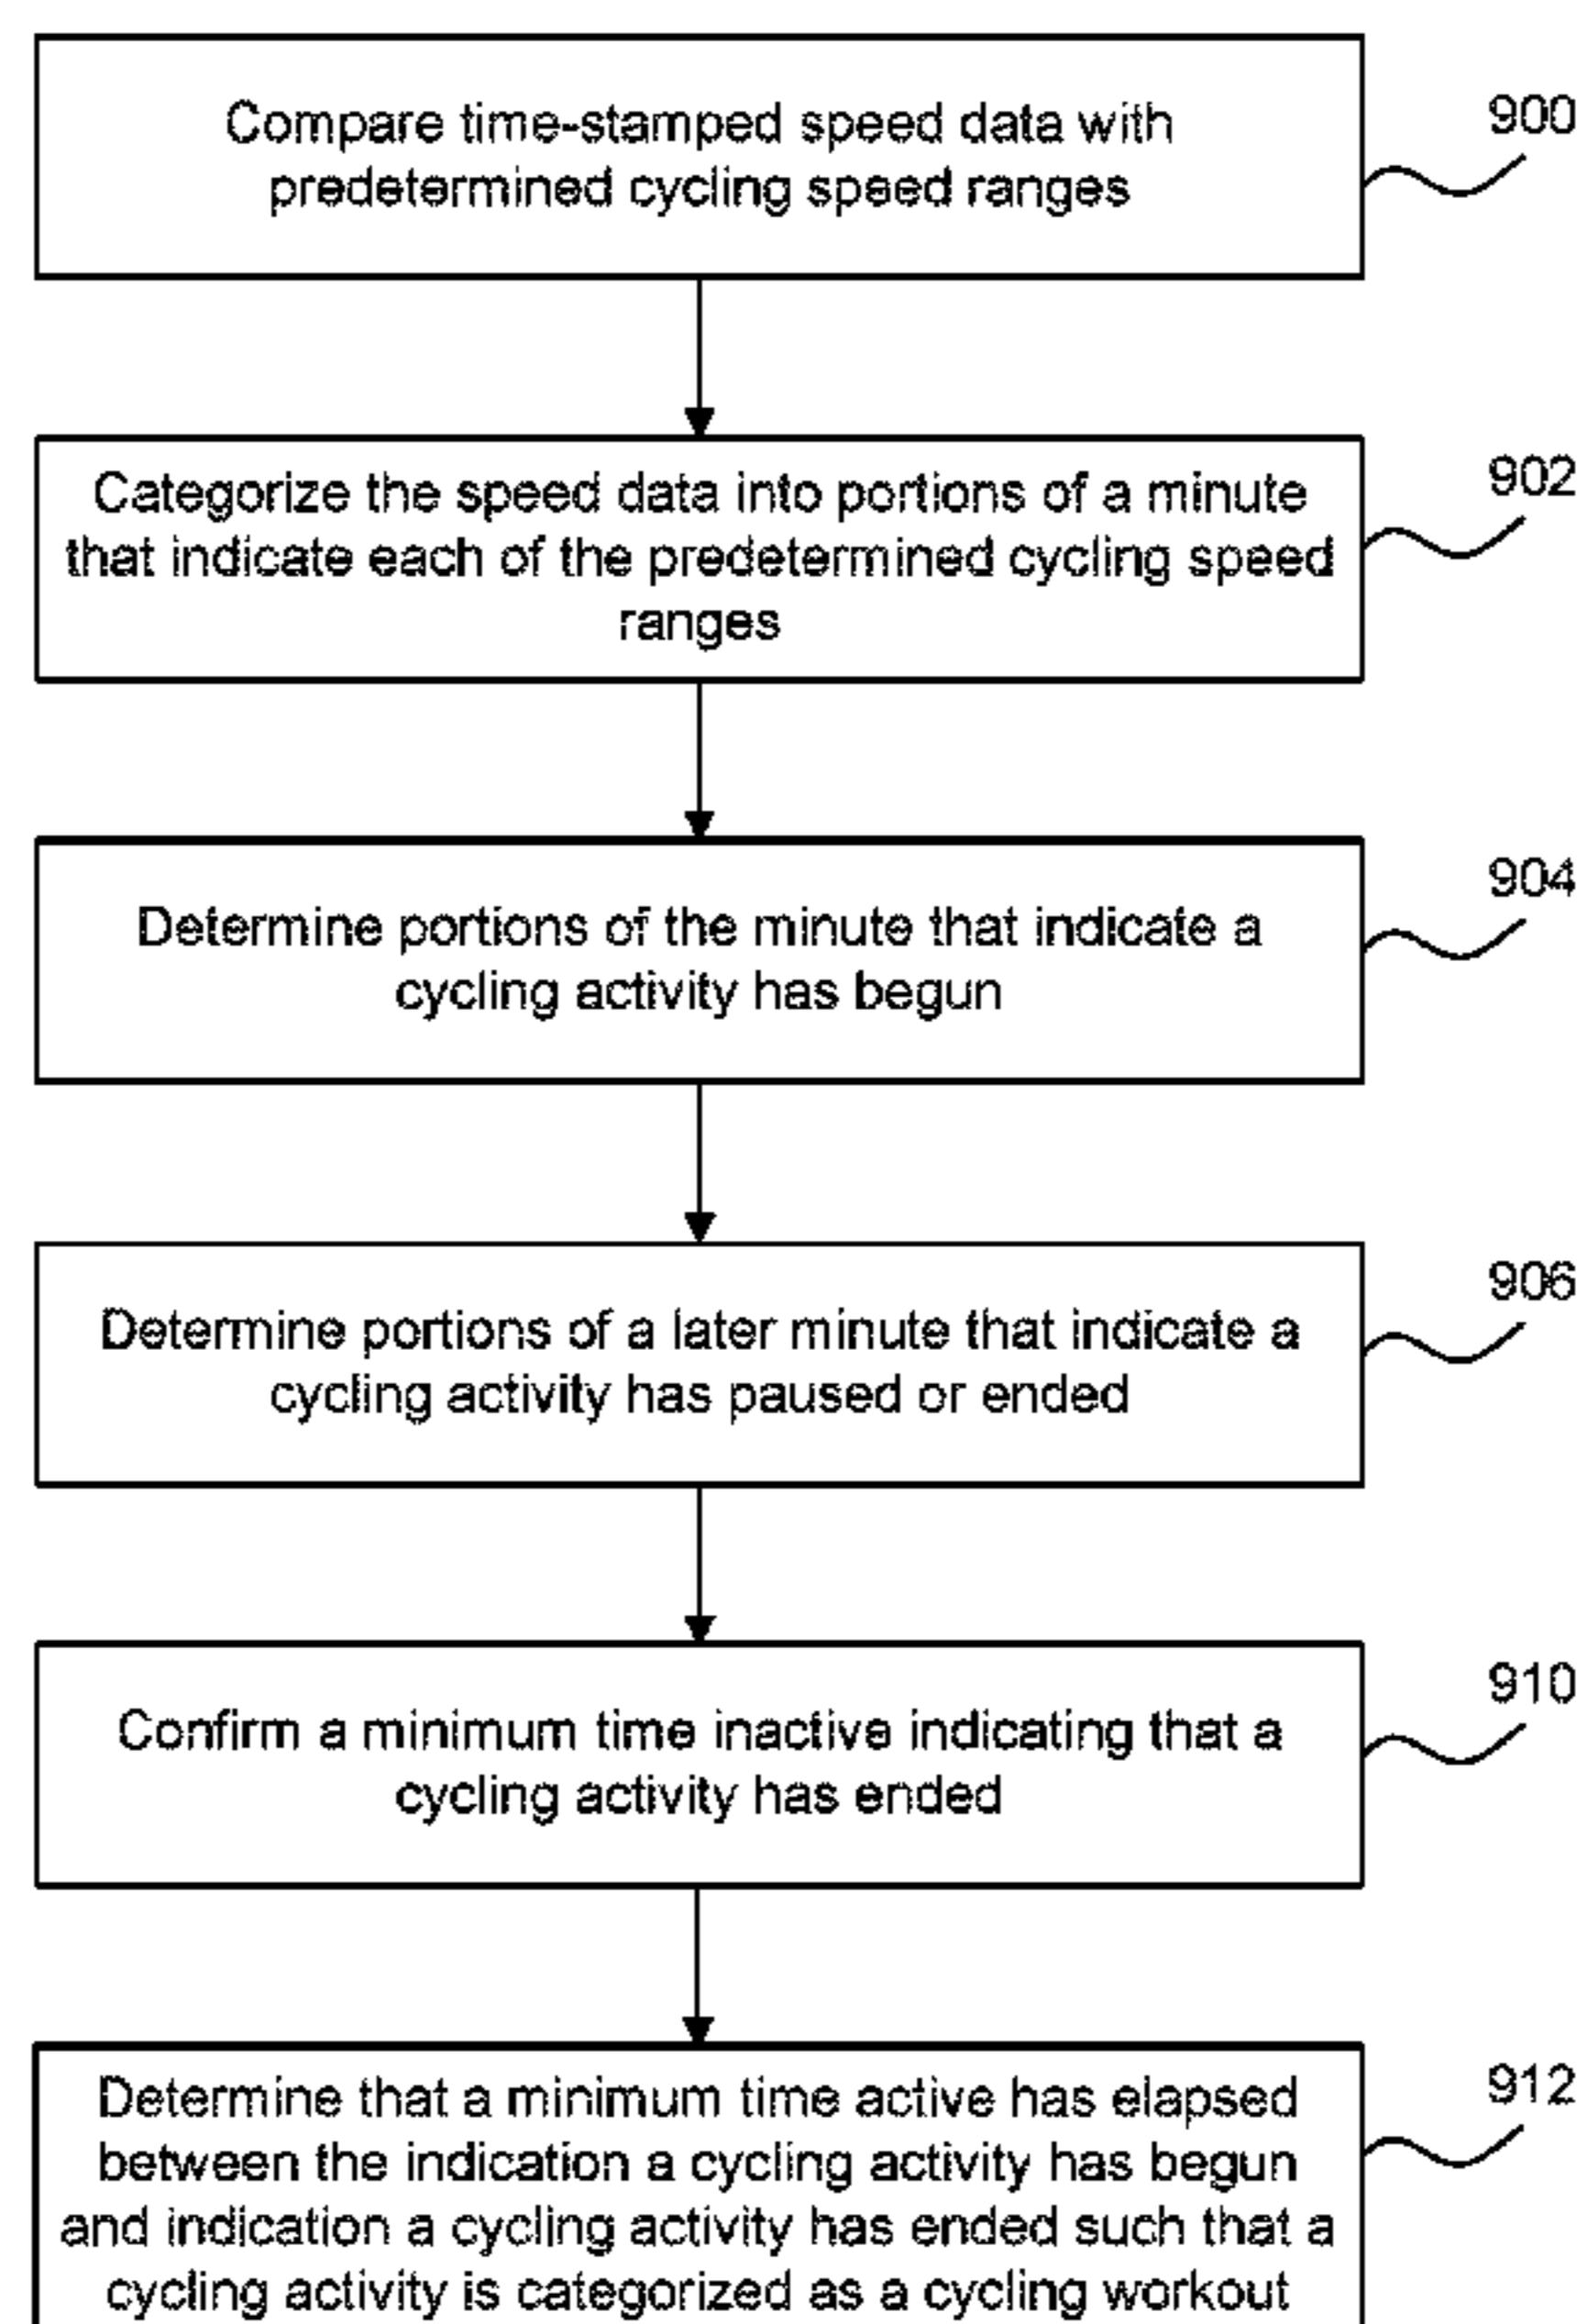 Compare time-stamped speed data with
predetermined cycling speed ranges
900
Categorize the speed data into portions of a minute
that indicate each of the predetermined cycling speed
ranges
902
Determine portions of the minute that indicate a
cycling activity has begun
904
Determine portions of a later minute that indicate a
cycling activity has paused or ended
906
Confirm a minimum time inactive indicating that a
cycling activity has ended
910
Determine that a minimum time active has elapsed
between the indication a cycling activity has begun
and indication a cycling activity has ended such that a
cycling activity is categorized as a cycling workout
912